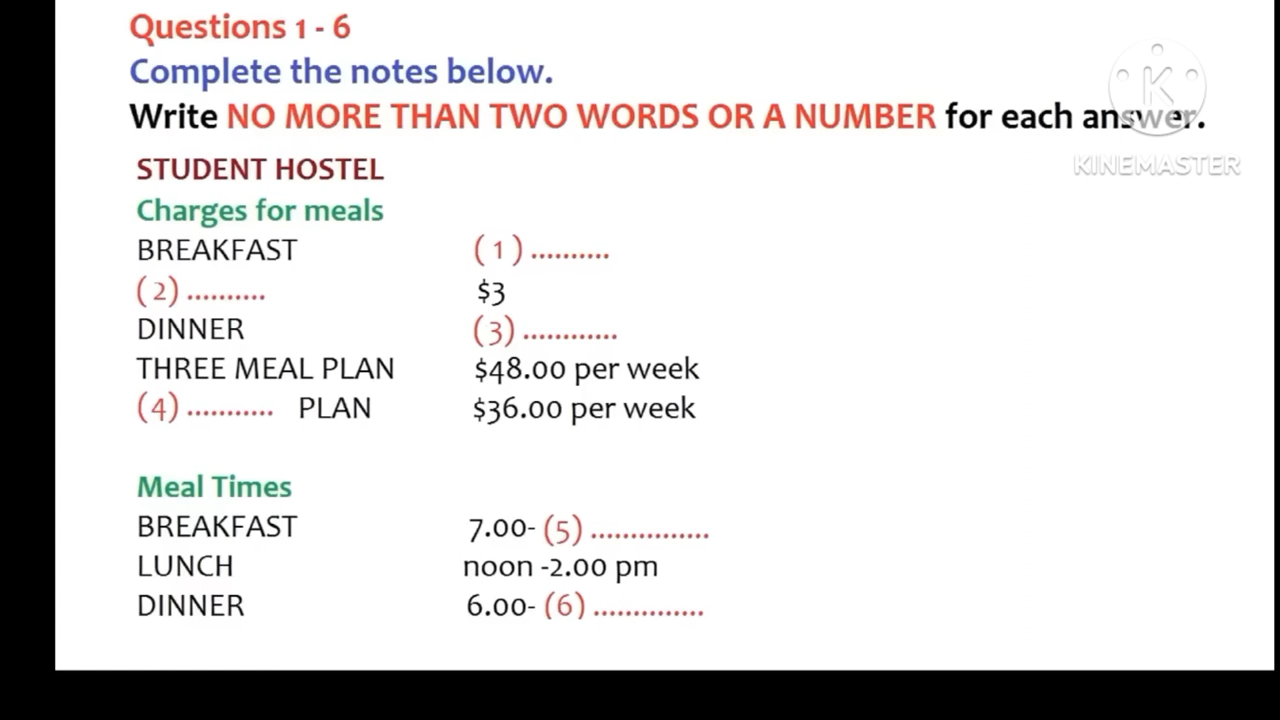 Questions 1 - 6
Complete the notes below.
Write NO MORE THAN TWO WORDS OR A NUMBER for each answer.
KINEMASTER
STUDENT HOSTEL
Charges for meals
BREAKFAST ( 1 ) ..........
( 2) .......... $3
DINNER (3) ............
THREE MEAL PLAN $48.00 per week
(4) ........... PLAN $36.00 per week
Meal Times
BREAKFAST 7.00- (5) ...............
LUNCH noon -2.00 pm
DINNER 6.00- (6) ..............